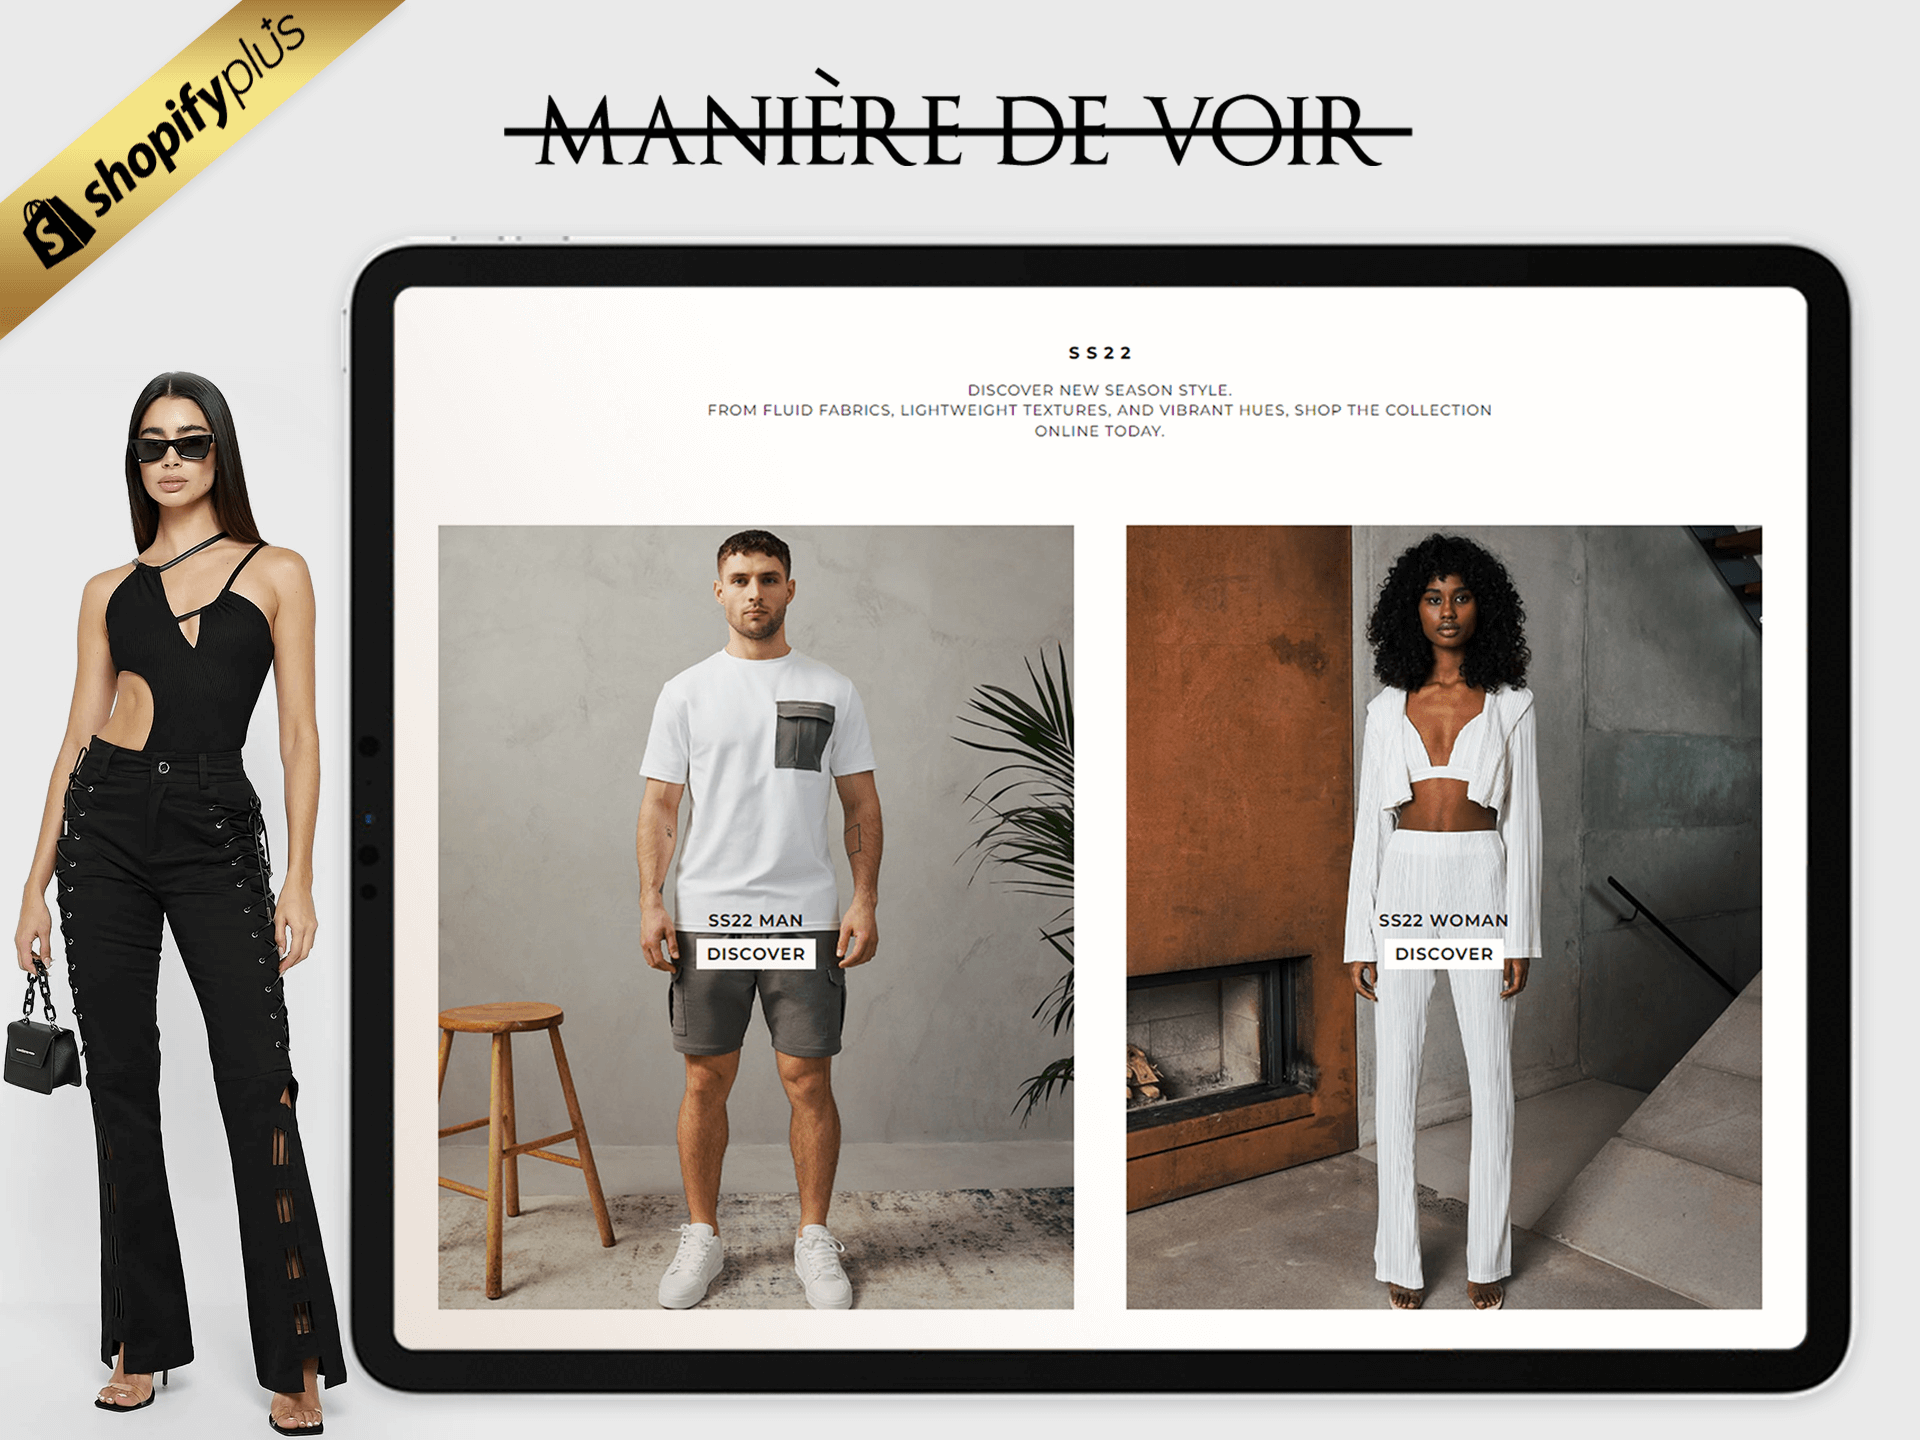 shopifyplus
MANIÈRE DE VOIR
SS22
DISCOVER NEW SEASON STYLE.
FROM FLUID FABRICS, LIGHTWEIGHT TEXTURES, AND VIBRANT HUES, SHOP THE COLLECTION
ONLINE TODAY.
SS22 MAN
DISCOVER
SS22 WOMAN
DISCOVER